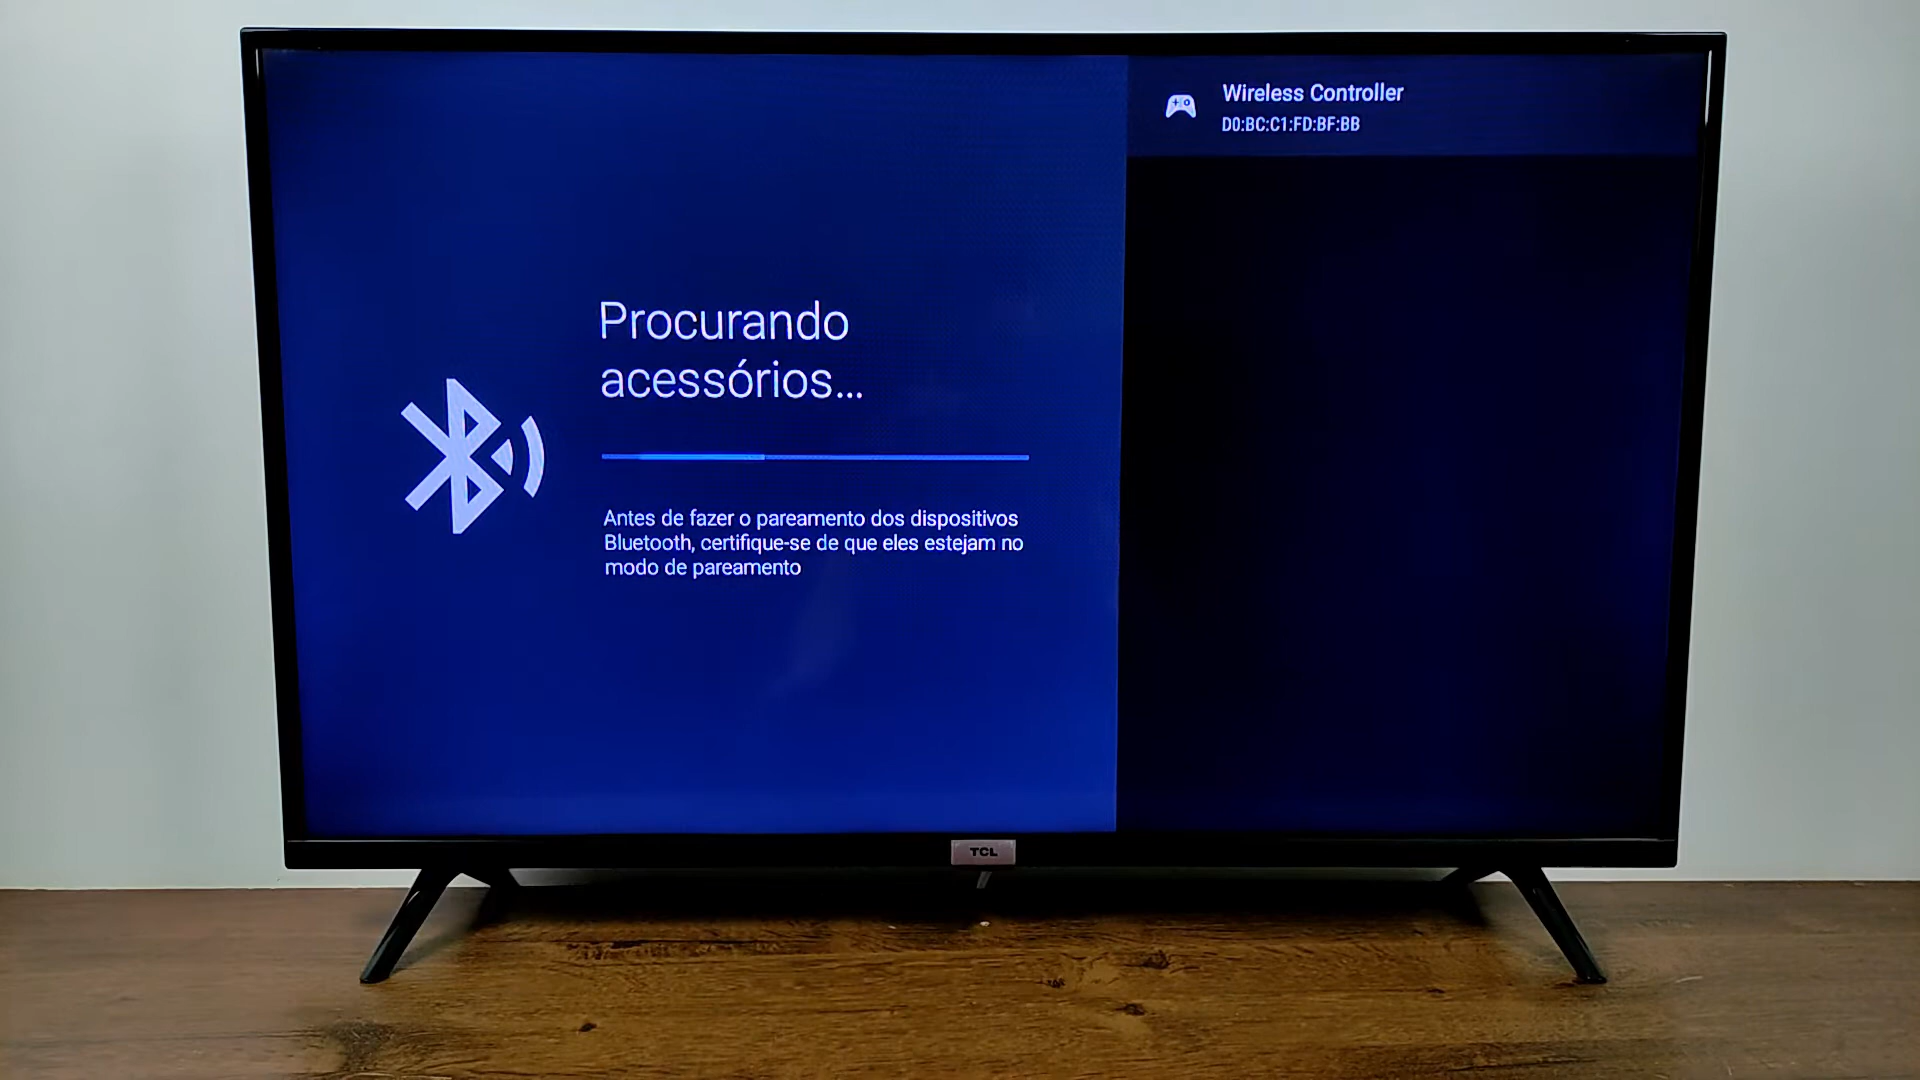 Procurando
acessórios...
Antes de fazer o pareamento dos dispositivos
Bluetooth, certifique-se de que eles estejam no
modo de pareamento
Wireless Controller
D0:BC:C1:FD:BF:BB
TCL